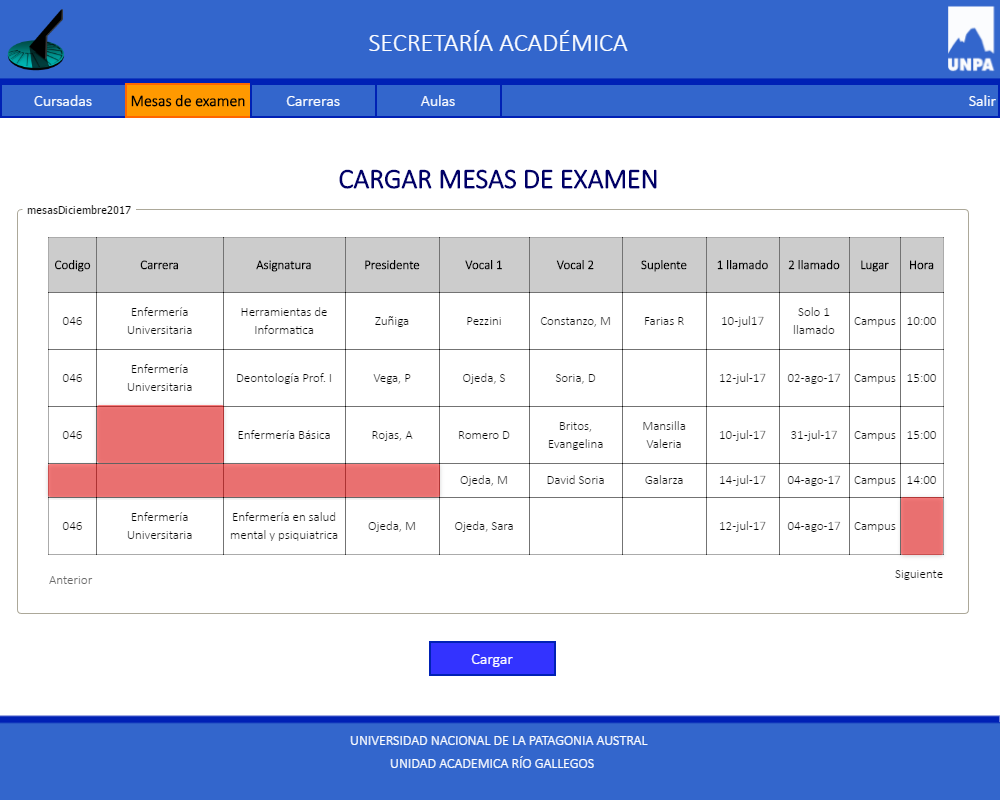 SECRETARÍA ACADÉMICA
UNPA
Cursadas Mesas de examen Carreras Aulas Salir
CARGAR MESAS DE EXAMEN
mesasDiciembre2017
Codigo Carrera Asignatura Presidente Vocal 1 Vocal 2 Suplente 1 llamado 2 llamado Lugar Hora
046 Enfermería Universitaria Herramientas de Informatica Zuñiga Pezzini Constanzo, M Farias R 10-jul17 Solo 1 llamado Campus 10:00
046 Enfermería Universitaria Deontología Prof. I Vega, P Ojeda, S Soria, D 12-jul-17 02-ago-17 Campus 15:00
046 Enfermería Básica Rojas, A Romero D Britos, Evangelina Mansilla Valeria 10-jul-17 31-jul-17 Campus 15:00
Ojeda, M David Soria Galarza 14-jul-17 04-ago-17 Campus 14:00
046 Enfermería Universitaria Enfermería en salud mental y psiquiatrica Ojeda, M Ojeda, Sara 12-jul-17 04-ago-17 Campus
Anterior Siguiente
Cargar
UNIVERSIDAD NACIONAL DE LA PATAGONIA AUSTRAL
UNIDAD ACADEMICA RÍO GALLEGOS